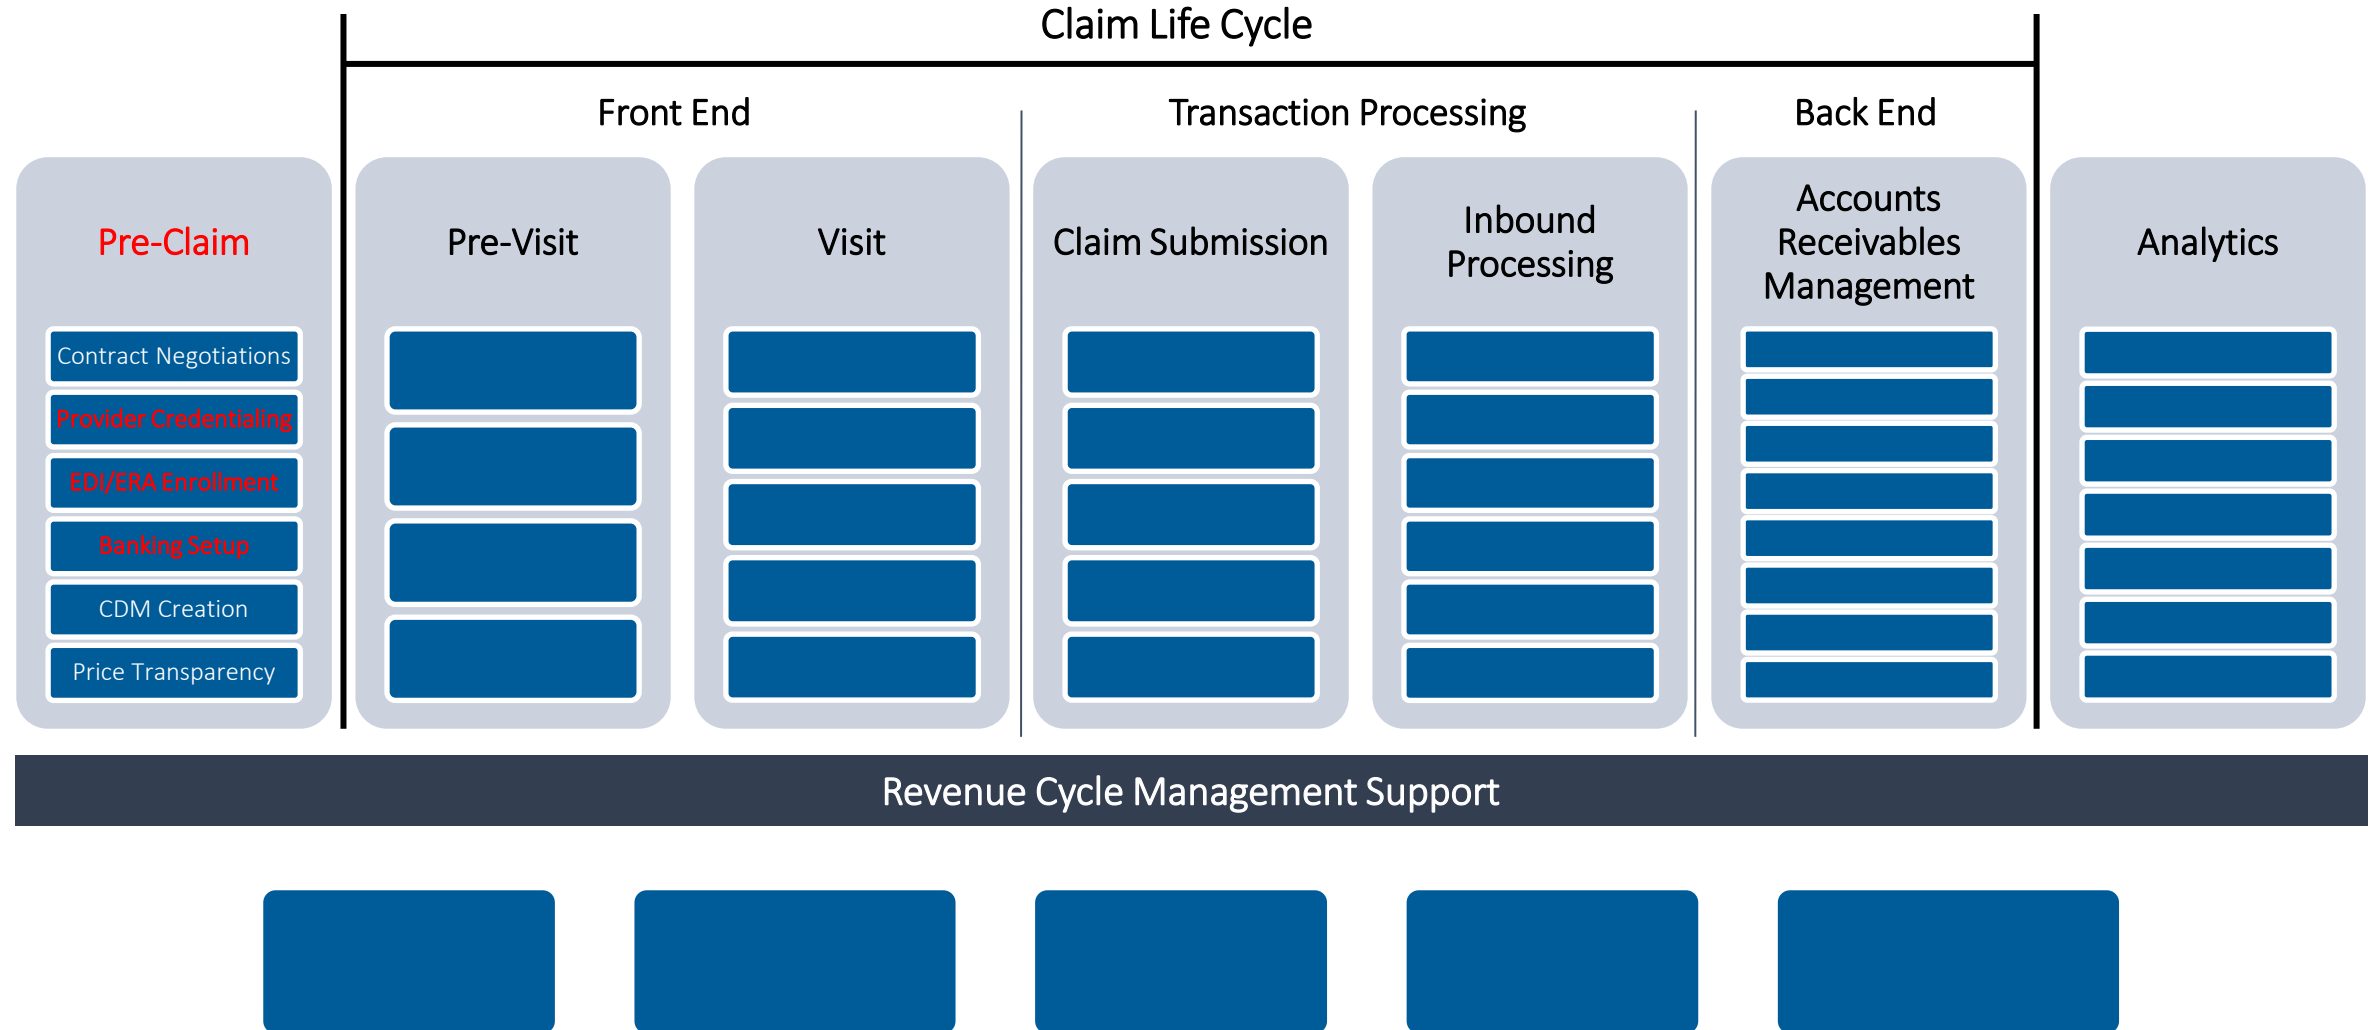 Claim Life Cycle
Front End
Transaction Processing
Back End
Pre-Claim
Contract Negotiations
Provider Credentialing
EDI/ERA Enrollment
Banking Setup
CDM Creation
Price Transparency
Pre-Visit
Visit
Claim Submission
Inbound
Processing
Accounts
Receivables
Management
Analytics
Revenue Cycle Management Support